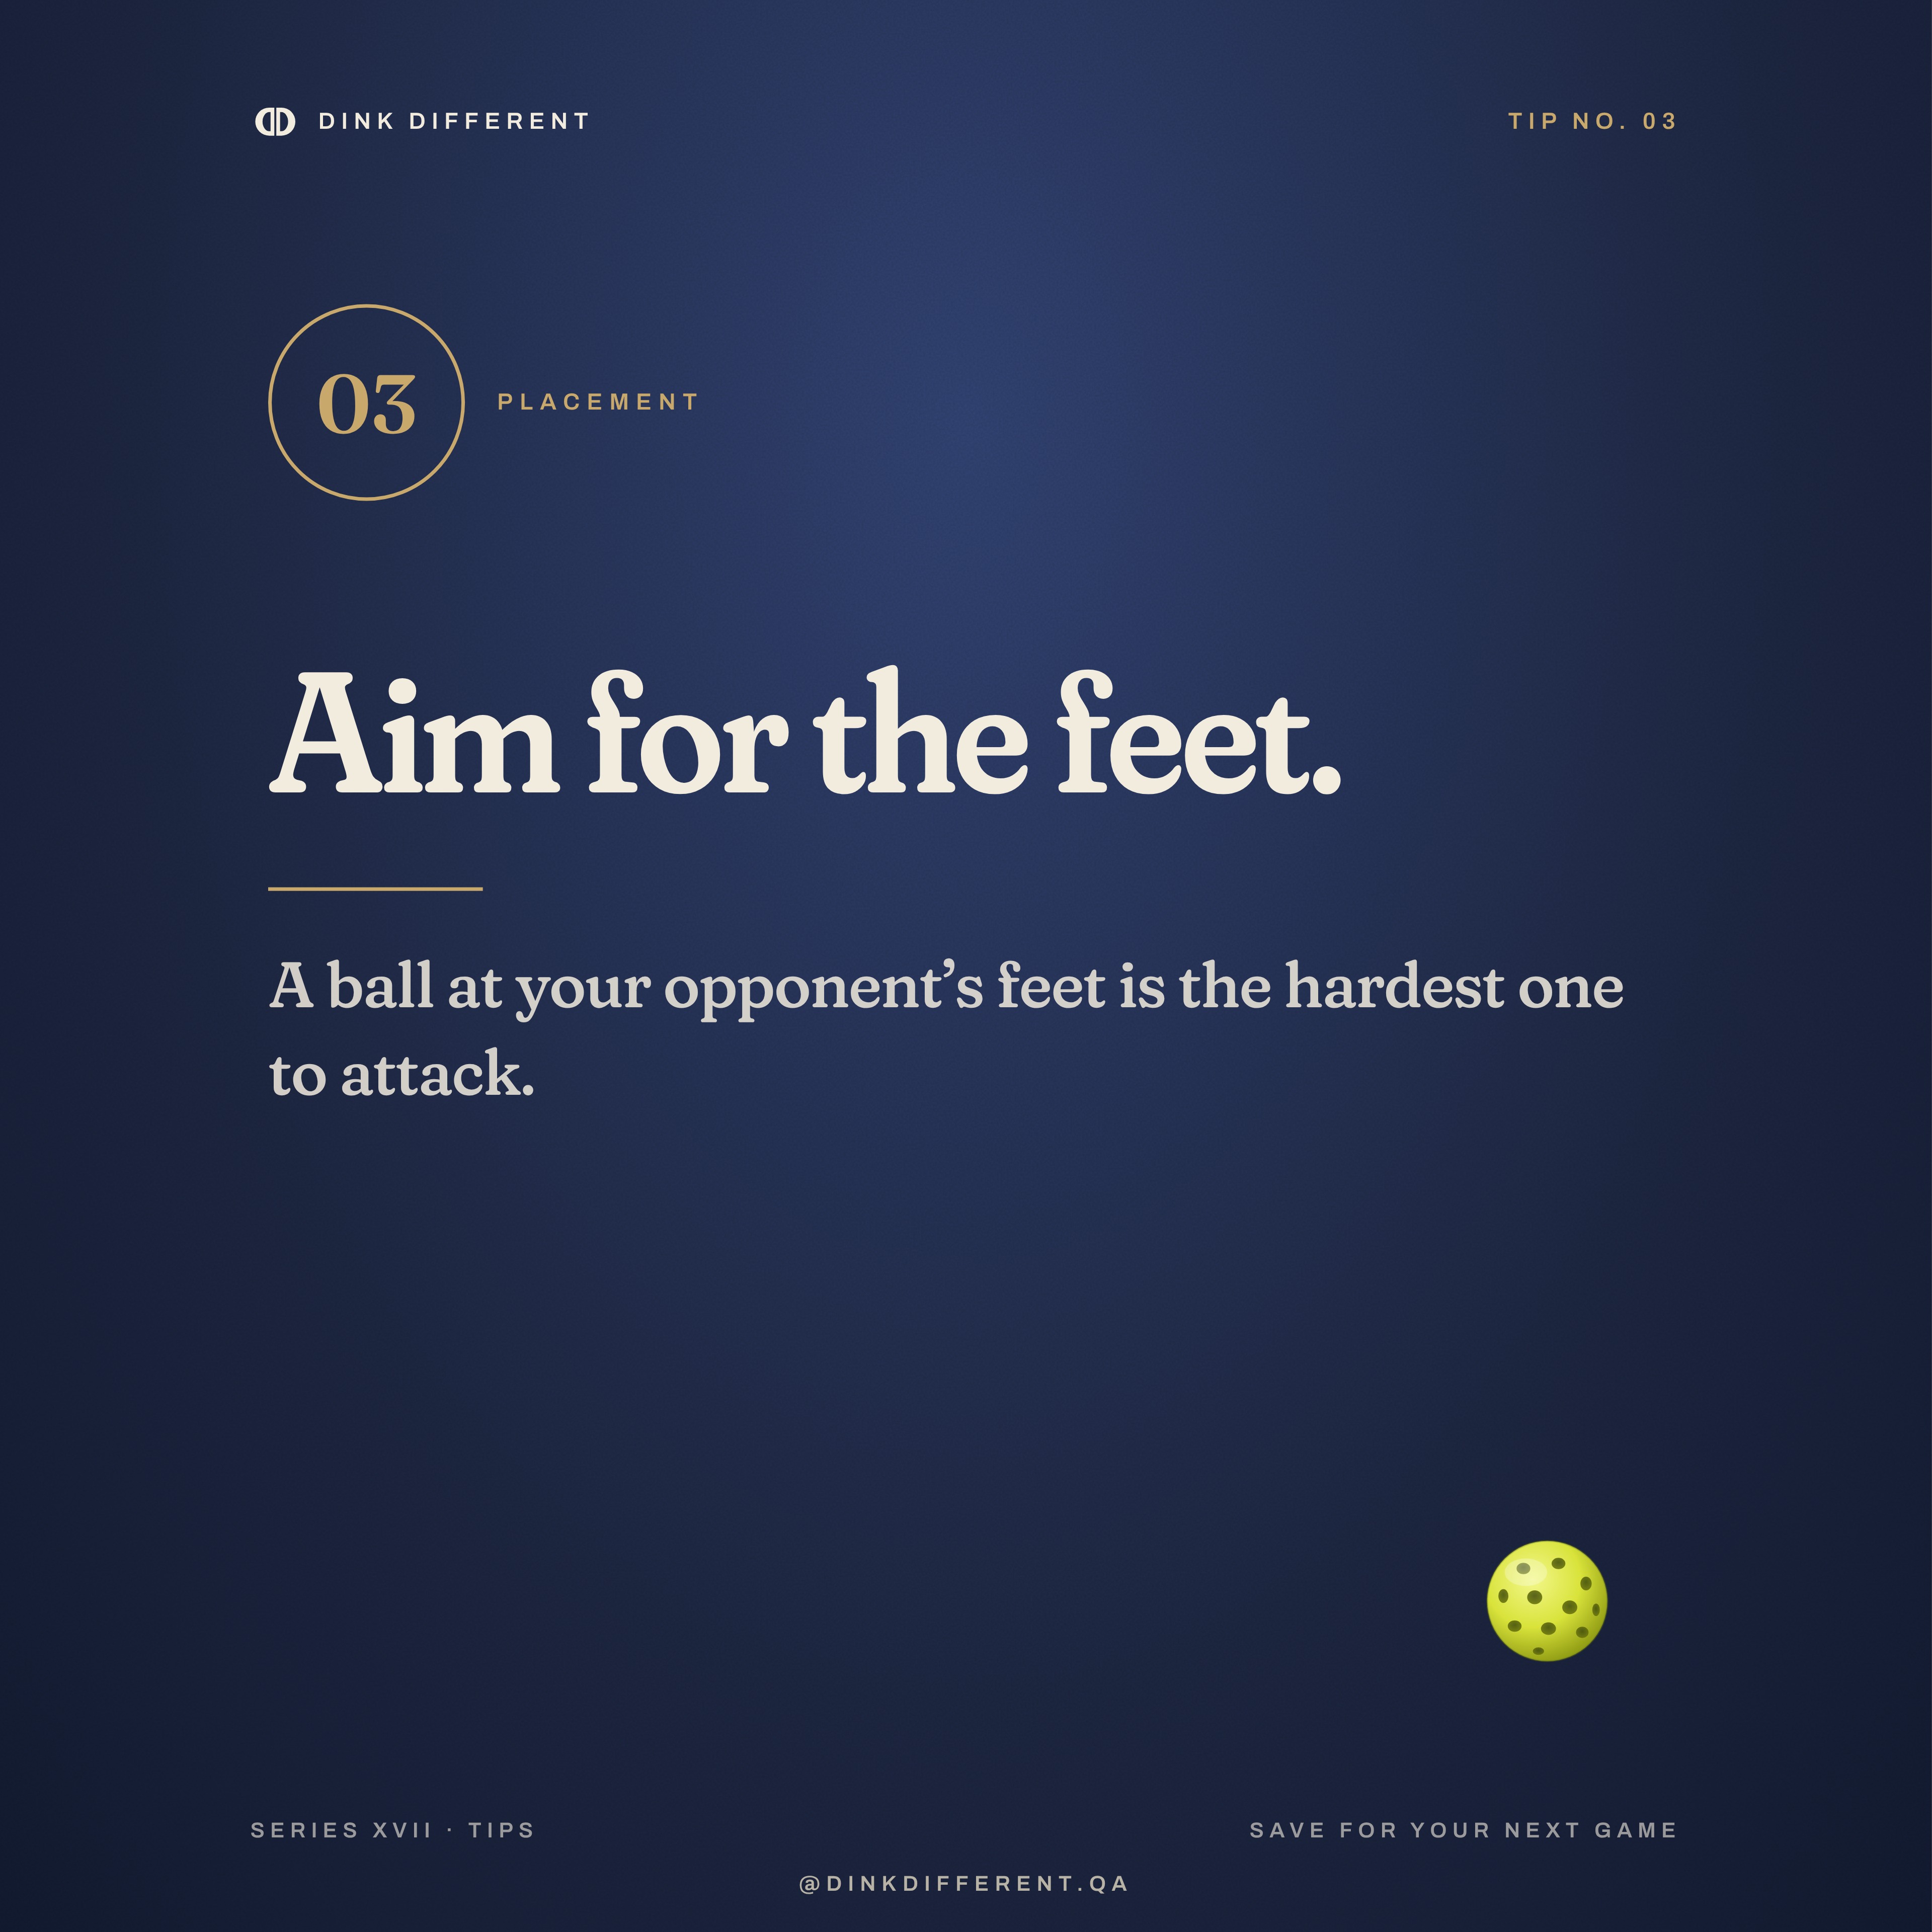 DINK DIFFERENT
TIP NO. 03
03
PLACEMENT
Aim for the feet.
A ball at your opponent’s feet is the hardest one
to attack.
SERIES XVII · TIPS
SAVE FOR YOUR NEXT GAME
@DINKDIFFERENT.QA